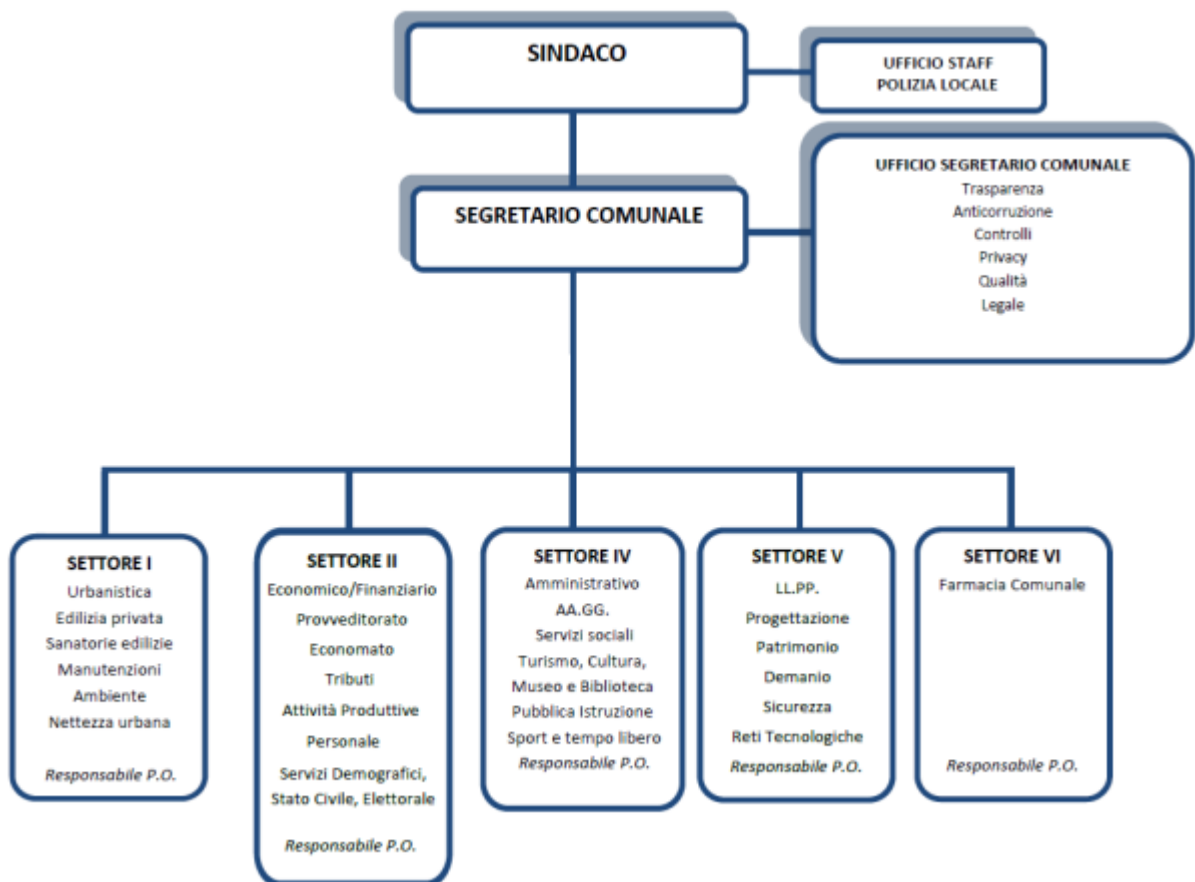 SINDACO
UFFICIO STAFF
POLIZIA LOCALE
SEGRETARIO COMUNALE
UFFICIO SEGRETARIO COMUNALE
Trasparenza
Anticorruzione
Controlli
Privacy
Qualità
Legale
SETTORE I
Urbanistica
Edilizia privata
Sanatorie edilizie
Manutenzioni
Ambiente
Nettezza urbana
Responsabile P.O.
SETTORE II
Economico/Finanziario
Provveditorato
Economato
Tributi
Attività Produttive
Personale
Servizi Demografici,
Stato Civile, Elettorale
Responsabile P.O.
SETTORE IV
Amministrativo
AA.GG.
Servizi sociali
Turismo, Cultura,
Museo e Biblioteca
Pubblica Istruzione
Sport e tempo libero
Responsabile P.O.
SETTORE V
LL.PP.
Progettazione
Patrimonio
Demanio
Sicurezza
Reti Tecnologiche
Responsabile P.O.
SETTORE VI
Farmacia Comunale
Responsabile P.O.